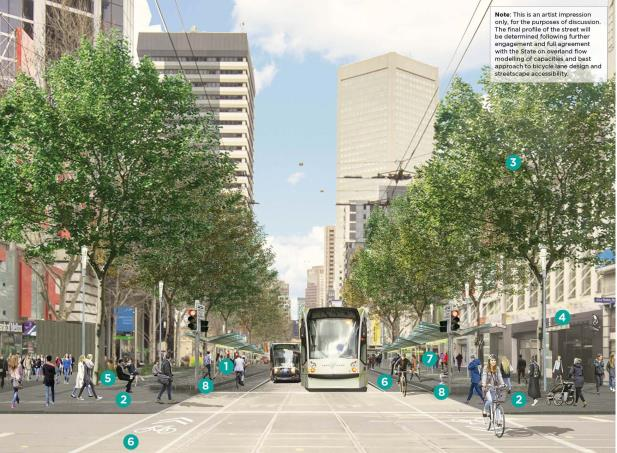 Note: This is an artist impression
only, for the purposes of discussion.
The final profile of the street will
be determined following further
engagement and full agreement
with the State on overland flow
modelling of capacities and best
approach to bicycle lane design and
streetscape accessibility.
3
4
1
7
5
8
6
8
2
2
6